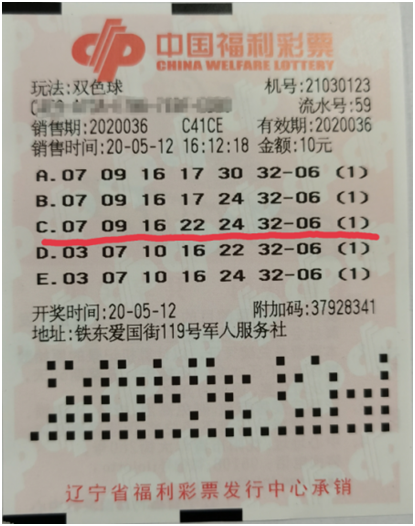 中国福利彩票
CHINA WELFARE LOTTERY
玩法:双色球 机号:21030123
流水号:59
销售期:2020036 C41CE 有效期:2020036
销售时间:20-05-12 16:12:18 金额:10元
A.07 09 16 17 30 32-06 (1)
B.07 09 16 17 24 32-06 (1)
C.07 09 16 22 24 32-06 (1)
D.03 07 10 16 22 32-06 (1)
E.03 07 10 16 24 32-06 (1)
开奖时间:20-05-12 附加码:37928341
地址:铁东爱国街119号军人服务社
辽宁省福利彩票发行中心承销